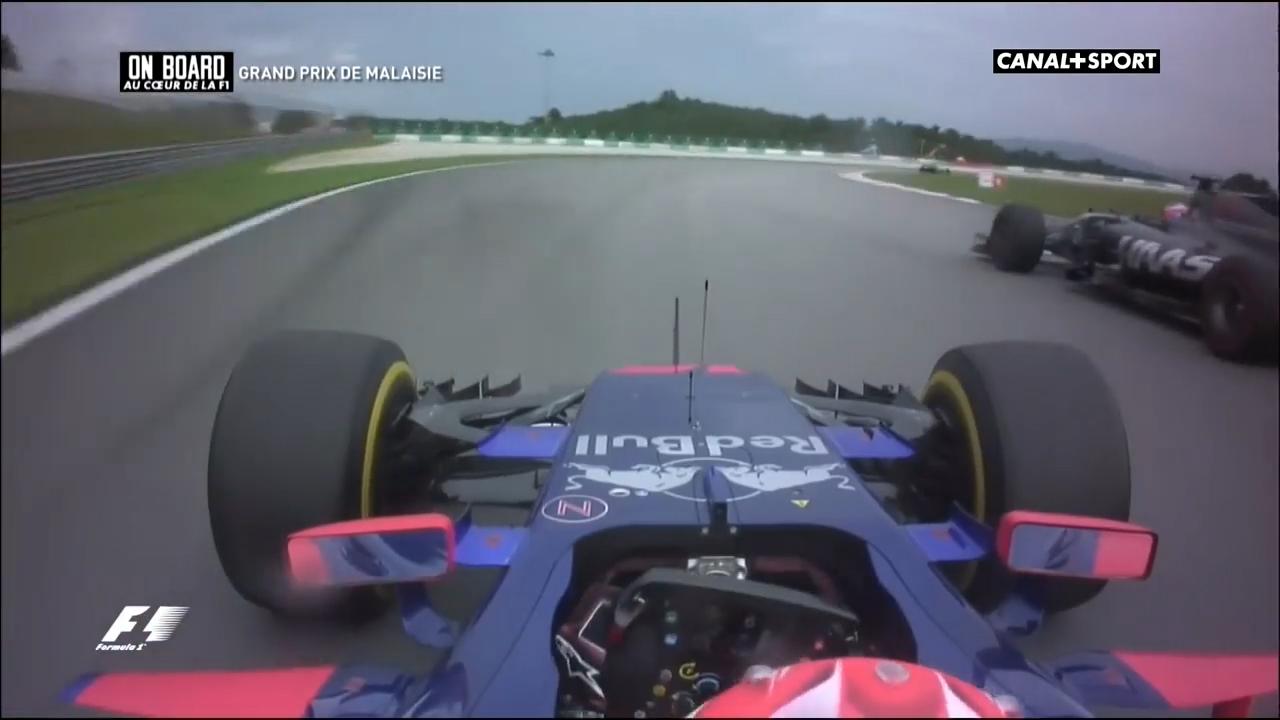 ON BOARD
AU CŒUR DE LA F1
GRAND PRIX DE MALAISIE
CANAL+SPORT
HAAS
Red Bull
F1
Formula 1